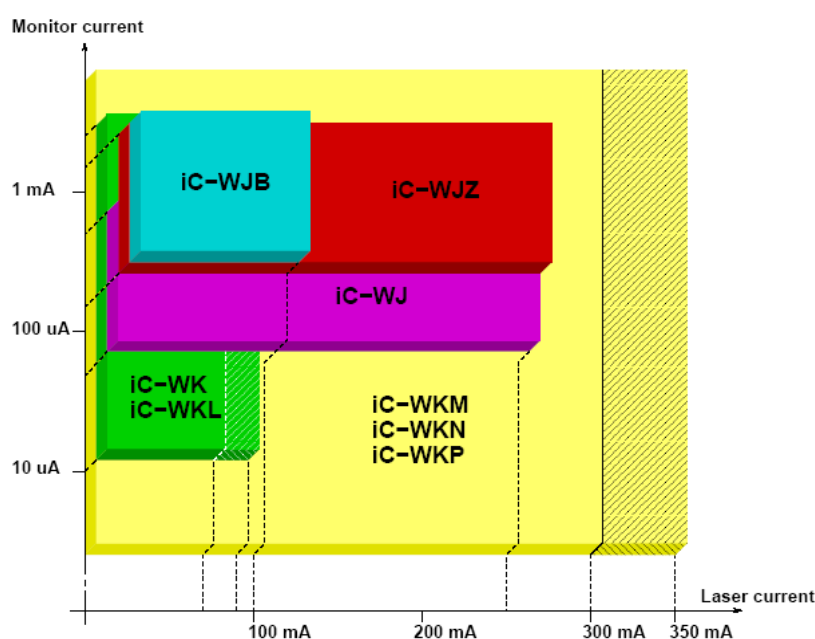 Monitor current
iC-WJB
iC-WJZ
1 mA
iC-WJ
100 uA
iC-WK
iC-WKL
iC-WKM
iC-WKN
iC-WKP
10 uA
Laser current
100 mA
200 mA
300 mA
350 mA